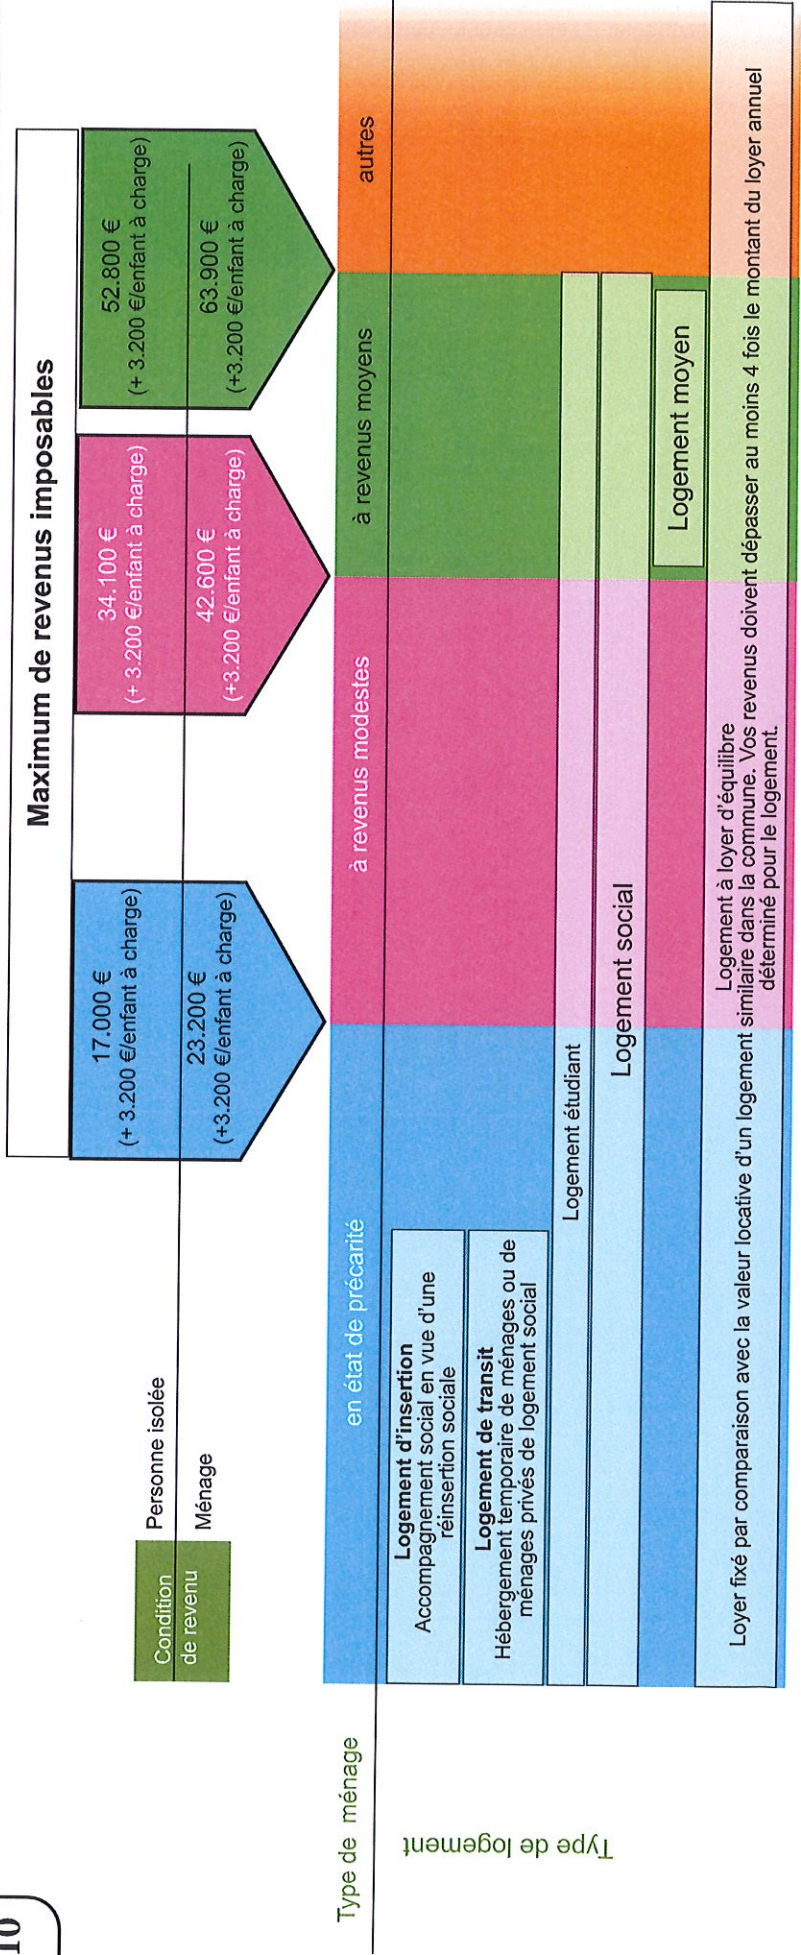 10
Maximum de revenus imposables
Condition
de revenu
Personne isolée
Ménage
17.000 €
(+ 3.200 €/enfant à charge)
23.200 €
(+3.200 €/enfant à charge)
34.100 €
(+ 3.200 €/enfant à charge)
42.600 €
(+3.200 €/enfant à charge)
52.800 €
(+ 3.200 €/enfant à charge)
63.900 €
(+3.200 €/enfant à charge)
Type de ménage
en état de précarité
à revenus modestes
à revenus moyens
autres
Type de logement
Logement d'insertion
Accompagnement social en vue d'une
réinsertion sociale
Logement de transit
Hébergement temporaire de ménages ou de
ménages privés de logement social
Logement étudiant
Logement social
Logement moyen
Logement à loyer d'équilibre
Loyer fixé par comparaison avec la valeur locative d'un logement similaire dans la commune. Vos revenus doivent dépasser au moins 4 fois le montant du loyer annuel
déterminé pour le logement.